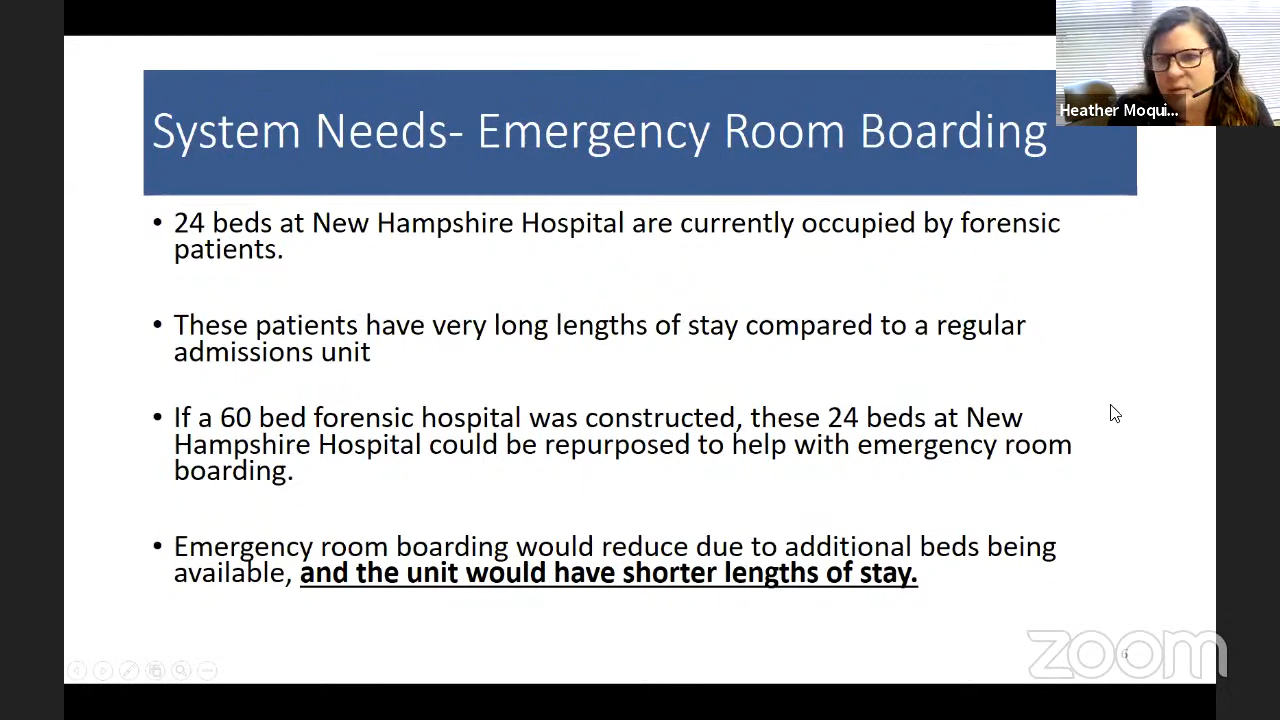 System Needs- Emergency Room Boarding
Heather Moqui...
• 24 beds at New Hampshire Hospital are currently occupied by forensic
patients.
• These patients have very long lengths of stay compared to a regular
admissions unit
• If a 60 bed forensic hospital was constructed, these 24 beds at New
Hampshire Hospital could be repurposed to help with emergency room
boarding.
• Emergency room boarding would reduce due to additional beds being
available, and the unit would have shorter lengths of stay.
zoom
6